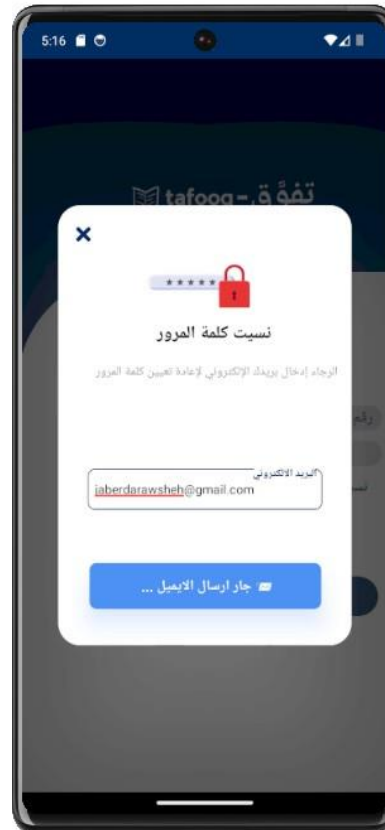 5:16
تفوَّق - tafooq
*****
نسيت كلمة المرور
الرجاء إدخال بريدك الإلكتروني لإعادة تعيين كلمة المرور
رقم
البريد الالكتروني
jaberdarawsheh@gmail.com
جار ارسال الايميل ...